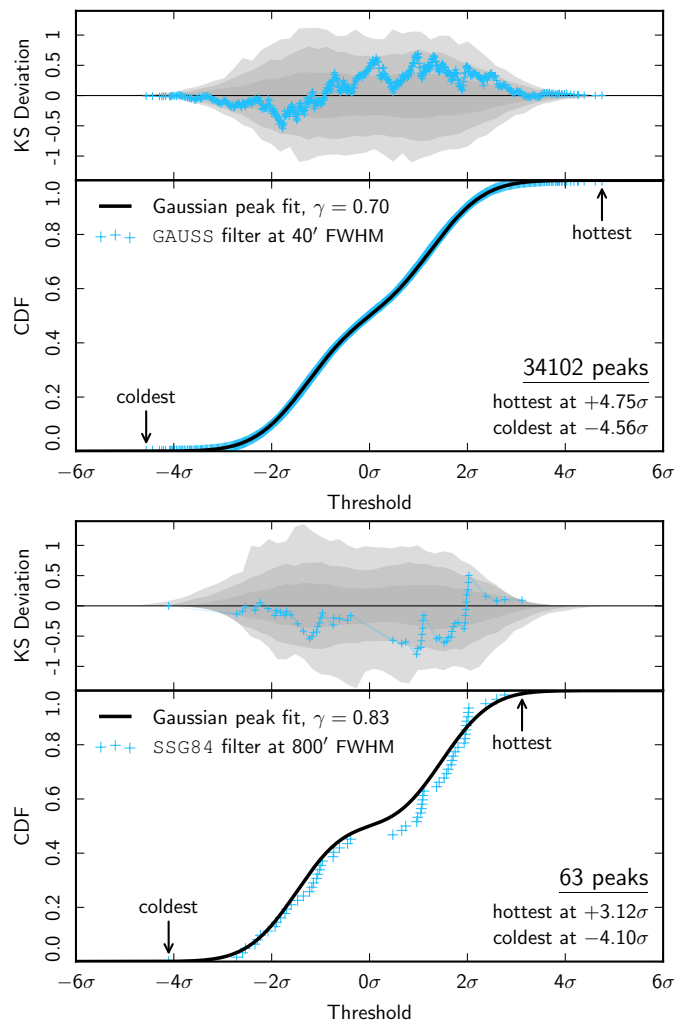 KS Deviation
1
0.5
0
-0.5
-1
CDF
1.0
0.8
0.6
0.4
0.2
0.0
Gaussian peak fit, γ = 0.70
GAUSS filter at 40′ FWHM
hottest
coldest
34102 peaks
hottest at +4.75σ
coldest at −4.56σ
−6σ −4σ −2σ 0σ 2σ 4σ 6σ
Threshold
KS Deviation
1
0.5
0
-0.5
-1
CDF
1.0
0.8
0.6
0.4
0.2
0.0
Gaussian peak fit, γ = 0.83
SSG84 filter at 800′ FWHM
hottest
coldest
63 peaks
hottest at +3.12σ
coldest at −4.10σ
−6σ −4σ −2σ 0σ 2σ 4σ 6σ
Threshold